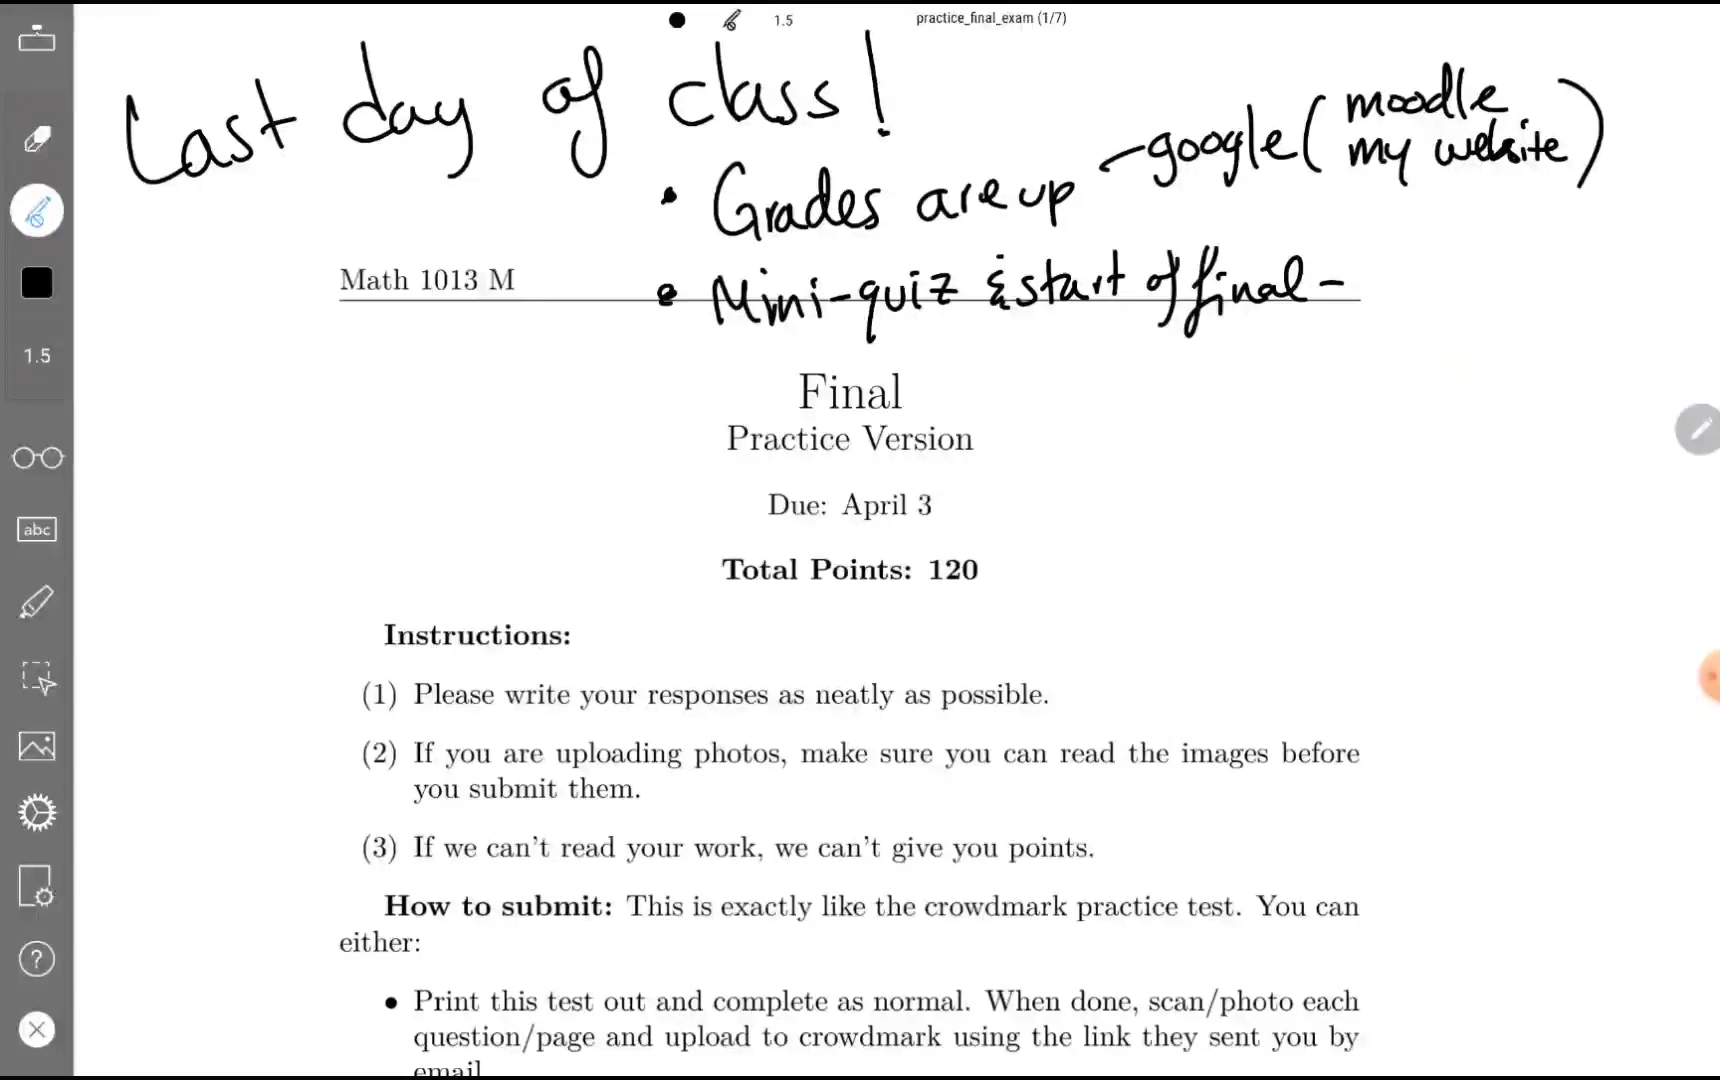 1.5 practice_final_exam (1/7)
Last day of class!
• Grades are up - google (moodle
my website)
Math 1013 M
• Mini-quiz & start of final -
1.5
Final
Practice Version
abc
Due: April 3
Total Points: 120
Instructions:
(1) Please write your responses as neatly as possible.
(2) If you are uploading photos, make sure you can read the images before
you submit them.
(3) If we can't read your work, we can't give you points.
How to submit: This is exactly like the crowdmark practice test. You can
either:
• Print this test out and complete as normal. When done, scan/photo each
question/page and upload to crowdmark using the link they sent you by
email